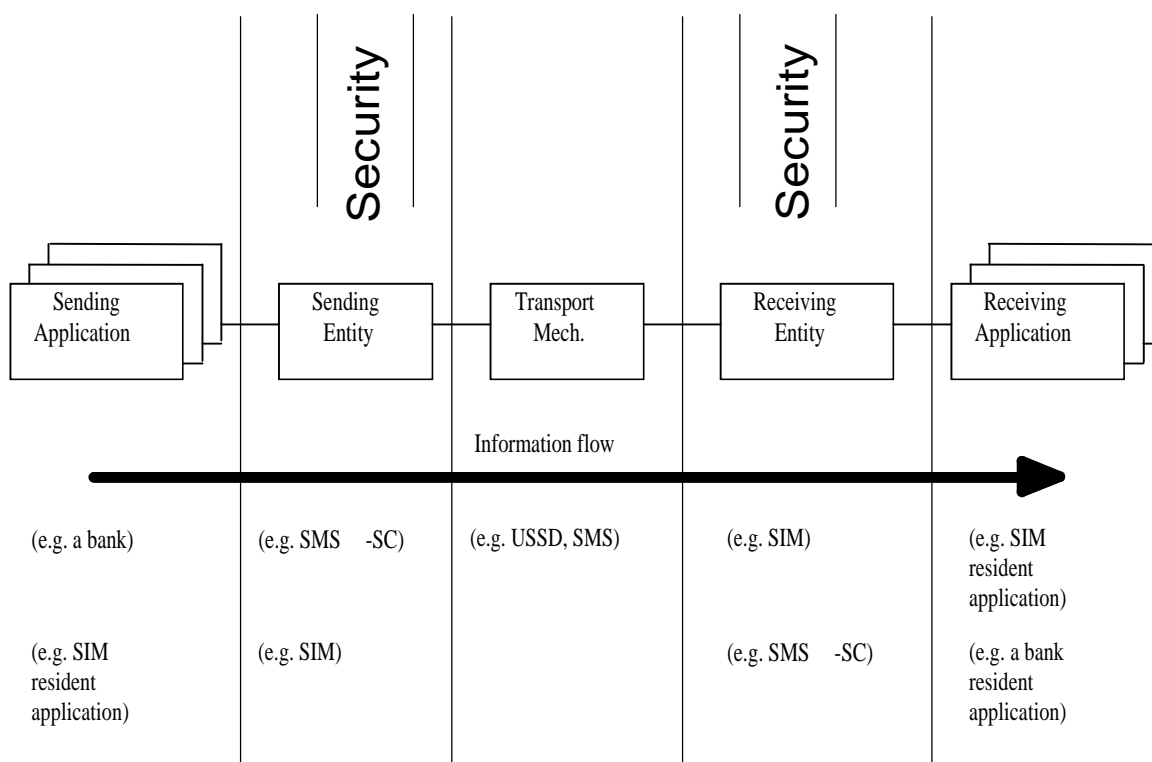 Security
Security
Sending
Application
Sending
Entity
Transport
Mech.
Receiving
Entity
Receiving
Application
Information flow
(e.g. a bank)
(e.g. SMS -SC)
(e.g. USSD, SMS)
(e.g. SIM)
(e.g. SIM
resident
application)
(e.g. SIM
resident
application)
(e.g. SIM)
(e.g. SMS -SC)
(e.g. a bank
resident
application)